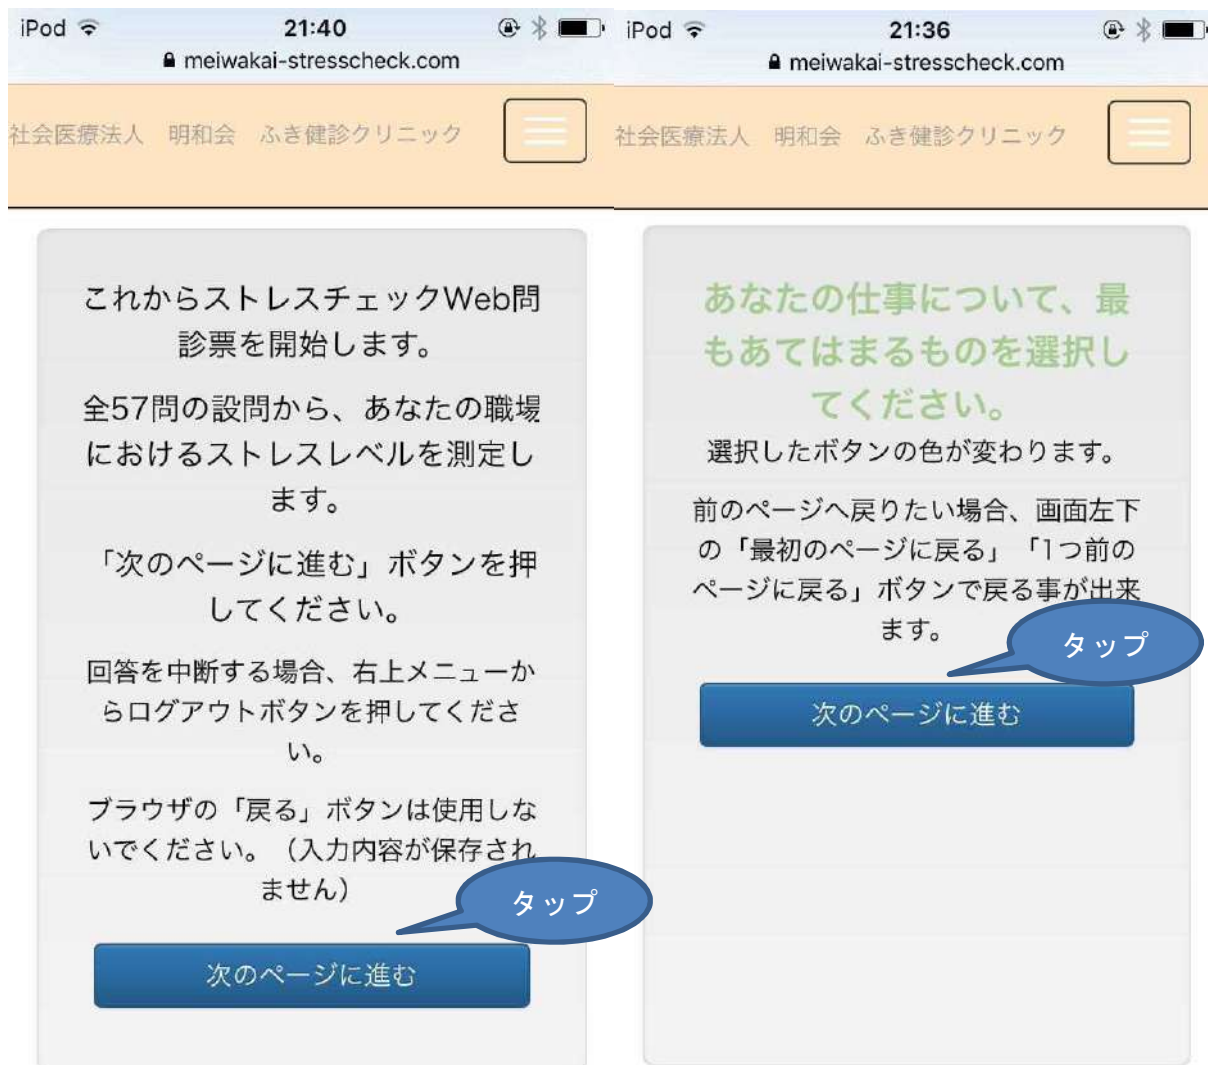 iPod 21:40
meiwakai-stresscheck.com
社会医療法人　明和会　ふき健診クリニック
これからストレスチェックWeb問
診票を開始します。
全57問の設問から、あなたの職場
におけるストレスレベルを測定し
ます。
「次のページに進む」ボタンを押
してください。
回答を中断する場合、右上メニューか
らログアウトボタンを押してくださ
い。
ブラウザの「戻る」ボタンは使用しな
いでください。（入力内容が保存され
ません）
タップ
次のページに進む
iPod 21:36
meiwakai-stresscheck.com
社会医療法人　明和会　ふき健診クリニック
あなたの仕事について、最
もあてはまるものを選択し
てください。
選択したボタンの色が変わります。
前のページへ戻りたい場合、画面左下
の「最初のページに戻る」「1つ前の
ページに戻る」ボタンで戻る事が出来
ます。
タップ
次のページに進む